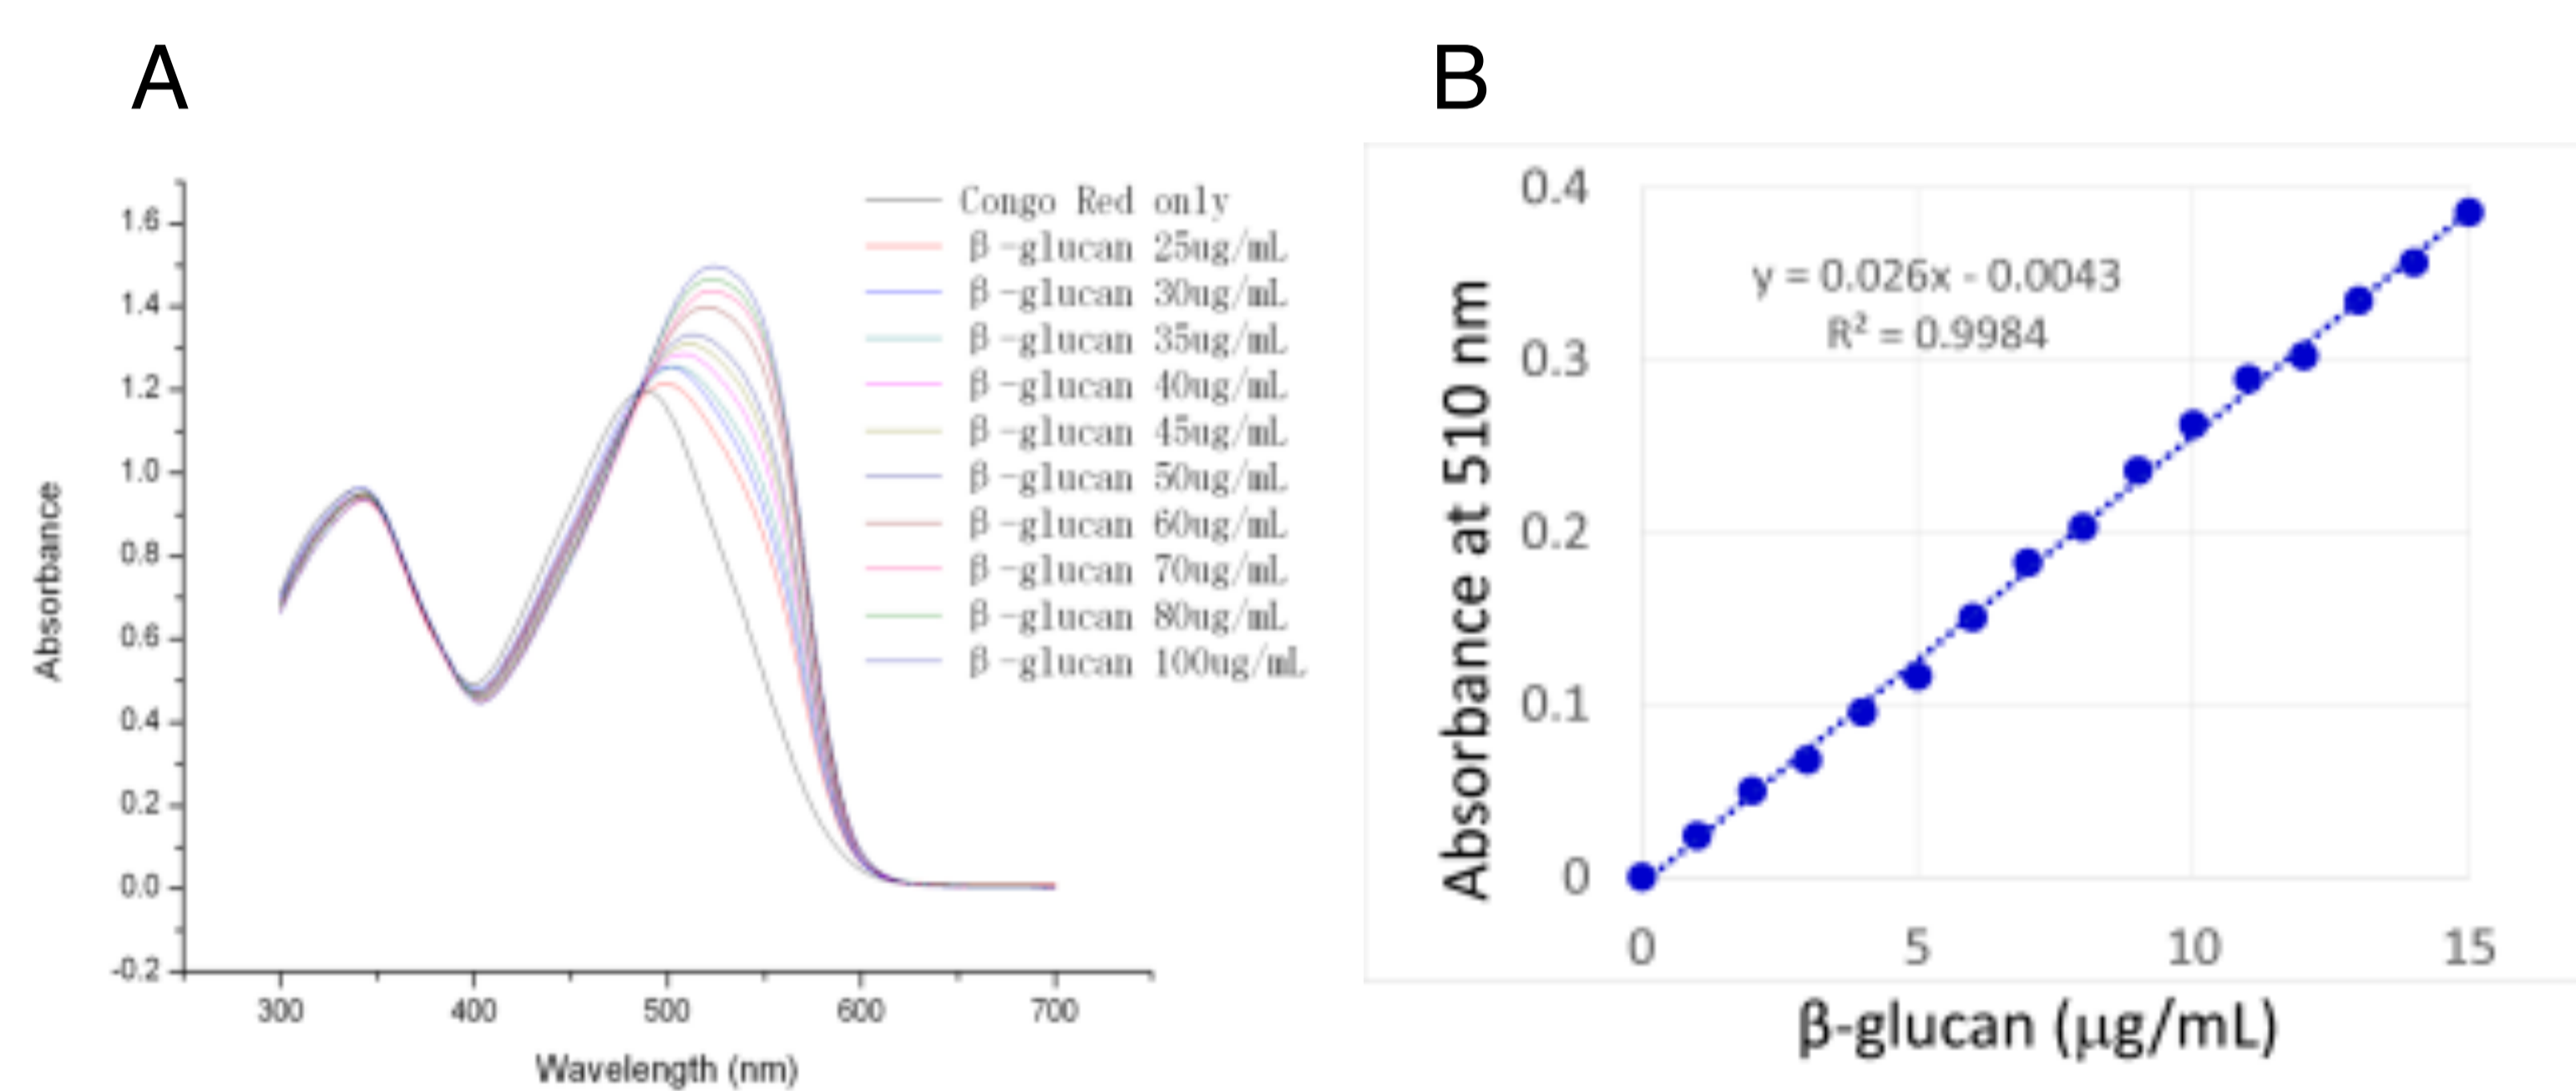 A
1.6
1.4
1.2
1.0
0.8
0.6
0.4
0.2
0.0
-0.2
300 400 500 600 700
Absorbance
Wavelength (nm)
Congo Red only
β-glucan 25ug/mL
β-glucan 30ug/mL
β-glucan 35ug/mL
β-glucan 40ug/mL
β-glucan 45ug/mL
β-glucan 50ug/mL
β-glucan 60ug/mL
β-glucan 70ug/mL
β-glucan 80ug/mL
β-glucan 100ug/mL
B
0.4
0.3
0.2
0.1
0
0 5 10 15
y = 0.026x - 0.0043
R² = 0.9984
Absorbance at 510 nm
β-glucan (μg/mL)